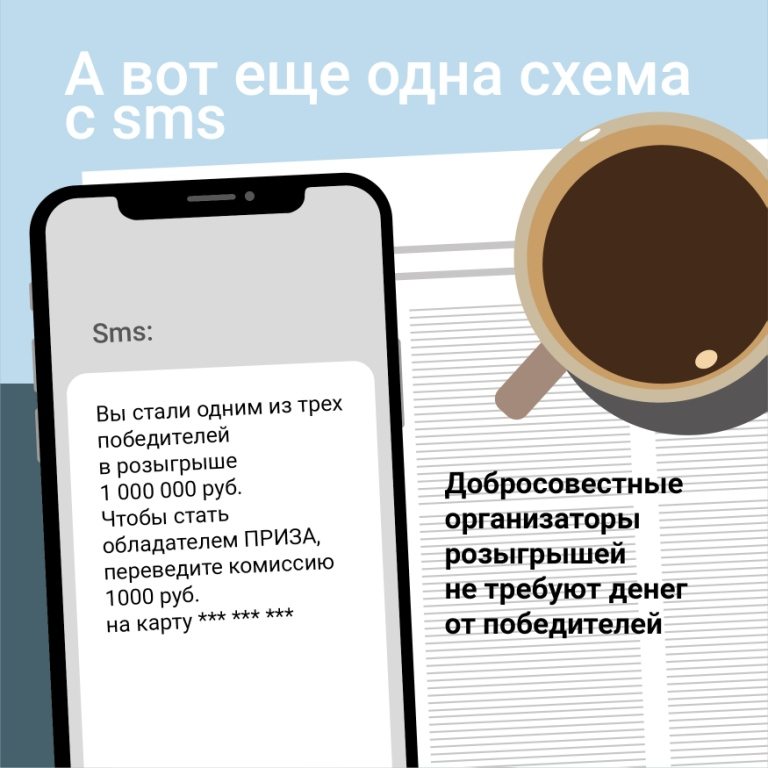 А вот еще одна схема
с sms
Sms:
Вы стали одним из трех
победителей
в розыгрыше
1 000 000 руб.
Чтобы стать
обладателем ПРИЗА,
переведите комиссию
1000 руб.
на карту *** *** ***
Добросовестные
организаторы
розыгрышей
не требуют денег
от победителей